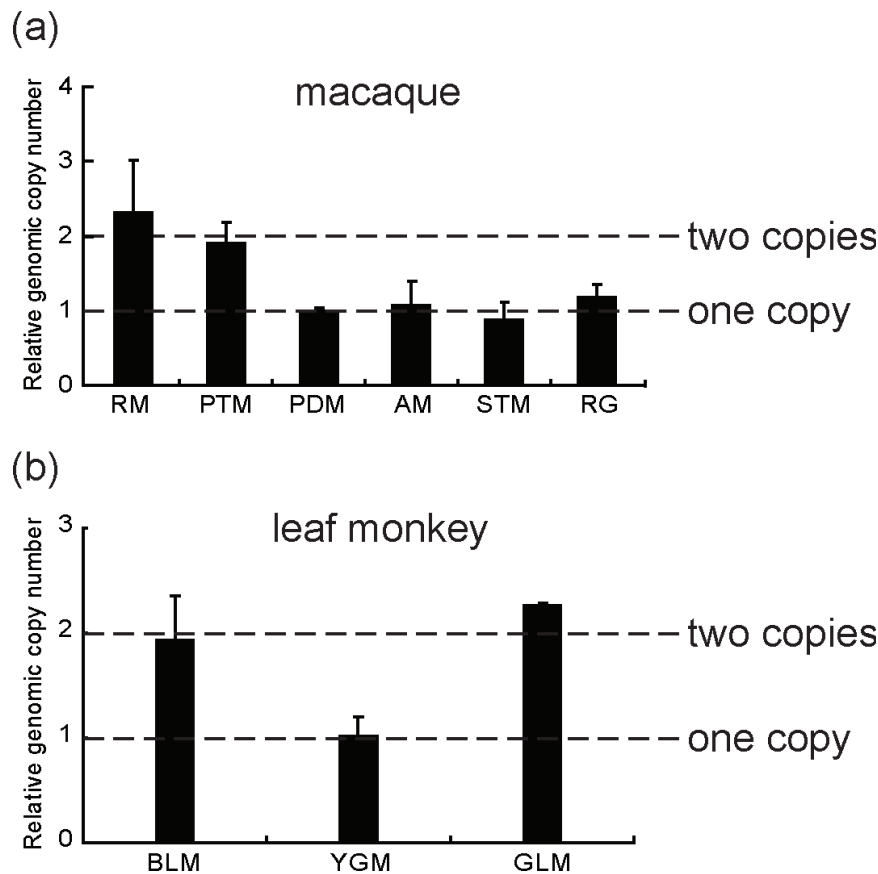 (a)
macaque
Relative genomic copy number
4
3
2
1
0
two copies
one copy
RM PTM PDM AM STM RG
(b)
leaf monkey
Relative genomic copy number
3
2
1
0
two copies
one copy
BLM YGM GLM